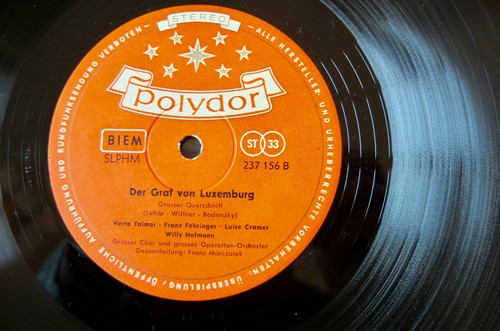 STEREO
polydor
BIEM
SLPHM
ST 33
237 156 B
Der Graf von Luxemburg
Grosser Querschnitt
(Lehár - Willner - Bodanzky)
Herta Talmar · Franz Fehringer · Luise Cramer
Willy Hofmann
Grosser Chor und grosses Operetten-Orchester
Gesamtleitung: Franz Marszalek
ALLE HERSTELLER- UND URHEBERRECHTE VORBEHALTEN. ÜBERSPIELUNG, ÖFFENTLICHE AUFFÜHRUNG UND RUNDFUNKSENDUNG VERBOTEN